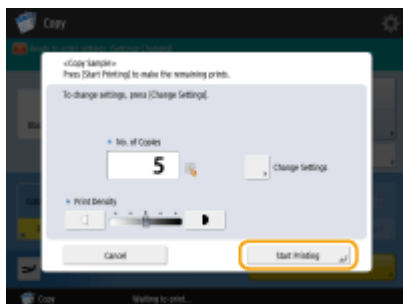 Copy
<Copy Sample>
Press [Start Printing] to make the remaining prints.
To change settings, press [Change Settings].
No. of Copies
5
Change Settings
Print Density
Cancel
Start Printing
Copy
Waiting to print...